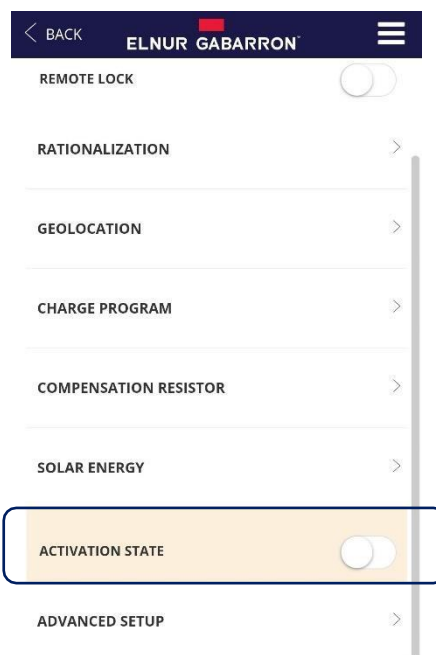 BACK
ELNUR GABARRON
REMOTE LOCK
RATIONALIZATION
GEOLOCATION
CHARGE PROGRAM
COMPENSATION RESISTOR
SOLAR ENERGY
ACTIVATION STATE
ADVANCED SETUP